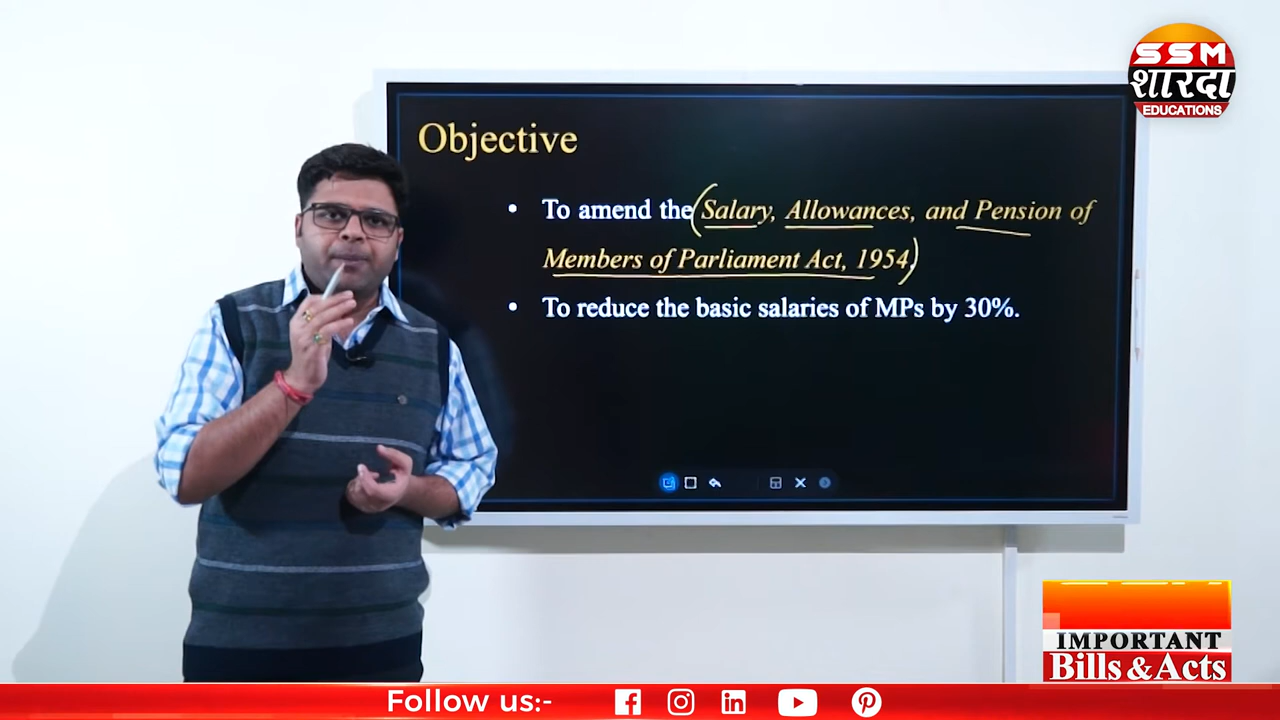 SSM
शारदा
EDUCATIONS
Objective
• To amend the (Salary, Allowances, and Pension of
Members of Parliament Act, 1954.)
• To reduce the basic salaries of MPs by 30%.
IMPORTANT
Bills & Acts
Follow us:-